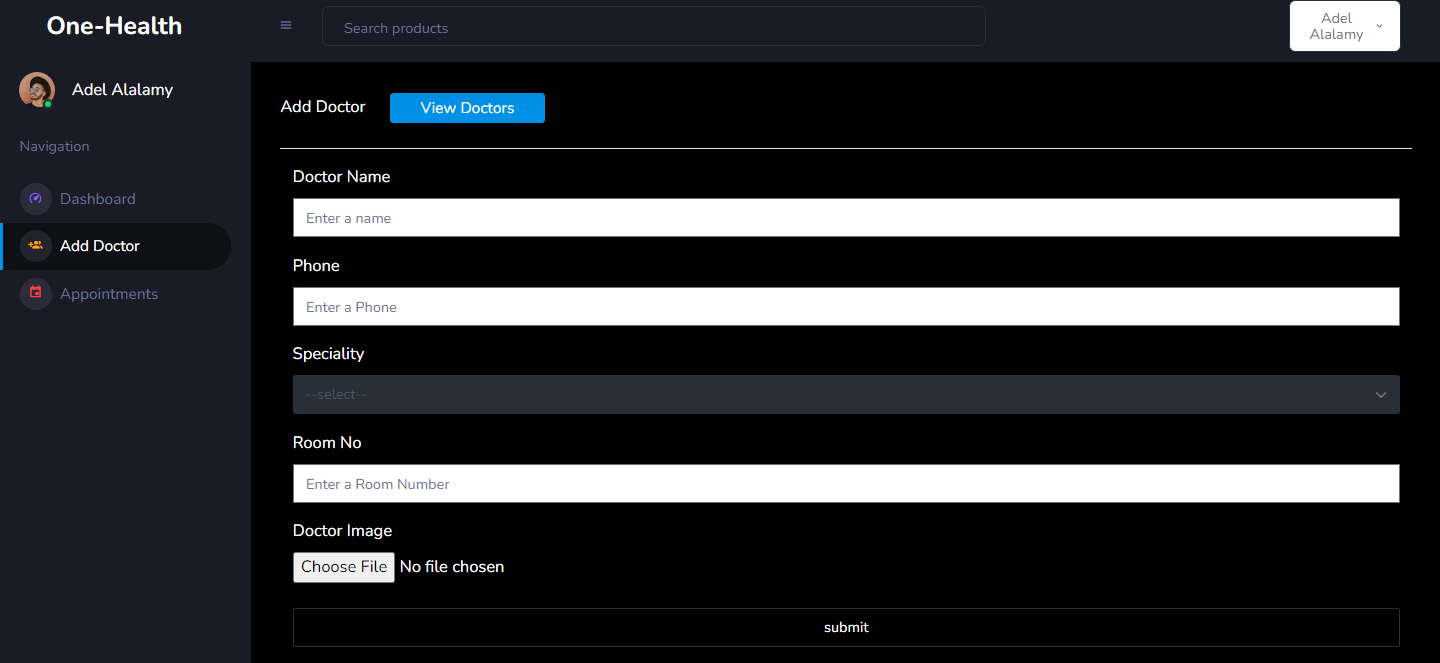 One-Health
Search products
Adel
Alalamy
Adel Alalamy
Navigation
Dashboard
Add Doctor
Appointments
Add Doctor
View Doctors
Doctor Name
Enter a name
Phone
Enter a Phone
Speciality
--select--
Room No
Enter a Room Number
Doctor Image
Choose File No file chosen
submit